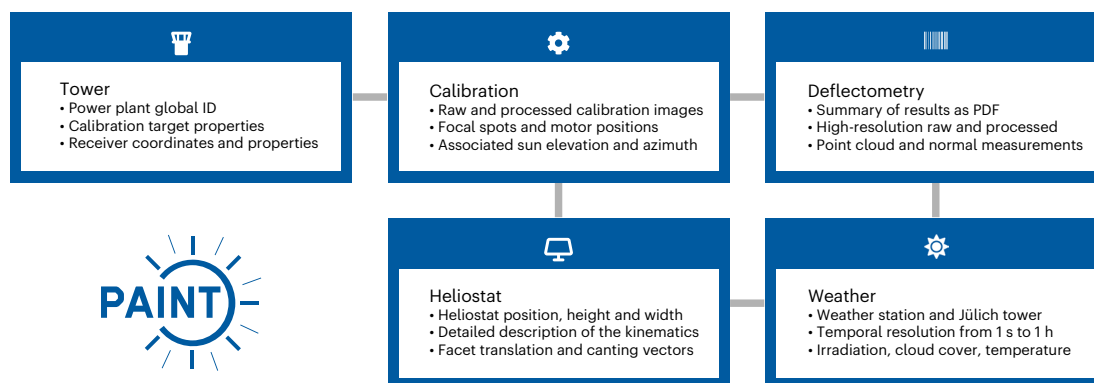 Tower
• Power plant global ID
• Calibration target properties
• Receiver coordinates and properties
Calibration
• Raw and processed calibration images
• Focal spots and motor positions
• Associated sun elevation and azimuth
Deflectometry
• Summary of results as PDF
• High-resolution raw and processed
• Point cloud and normal measurements
PAINT
Heliostat
• Heliostat position, height and width
• Detailed description of the kinematics
• Facet translation and canting vectors
Weather
• Weather station and Jülich tower
• Temporal resolution from 1 s to 1 h
• Irradiation, cloud cover, temperature